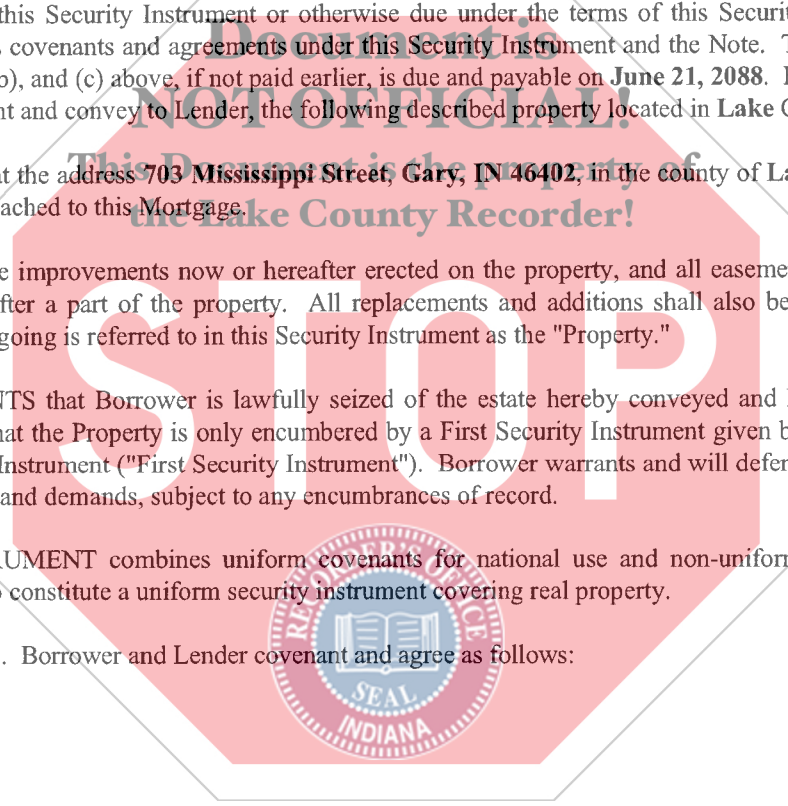 this Security Instrument or otherwise due under the terms of this Securit
s covenants and agreements under this Security Instrument and the Note. T
b), and (c) above, if not paid earlier, is due and payable on June 21, 2088.
nt and convey to Lender, the following described property located in Lake C
at the address 703 Mississippi Street, Gary, IN 46402, in the county of La
ached to this Mortgage.
e improvements now or hereafter erected on the property, and all easeme
fter a part of the property. All replacements and additions shall also be
going is referred to in this Security Instrument as the "Property."
NTS that Borrower is lawfully seized of the estate hereby conveyed and
hat the Property is only encumbered by a First Security Instrument given b
Instrument ("First Security Instrument"). Borrower warrants and will defen
and demands, subject to any encumbrances of record.
RUMENT combines uniform covenants for national use and non-uniform
o constitute a uniform security instrument covering real property.
. Borrower and Lender covenant and agree as follows:
Document is
NOT OFFICIAL!
This Document is the property of
the Lake County Recorder!
STOP
RECORDER'S OFFICE
SEAL
INDIANA